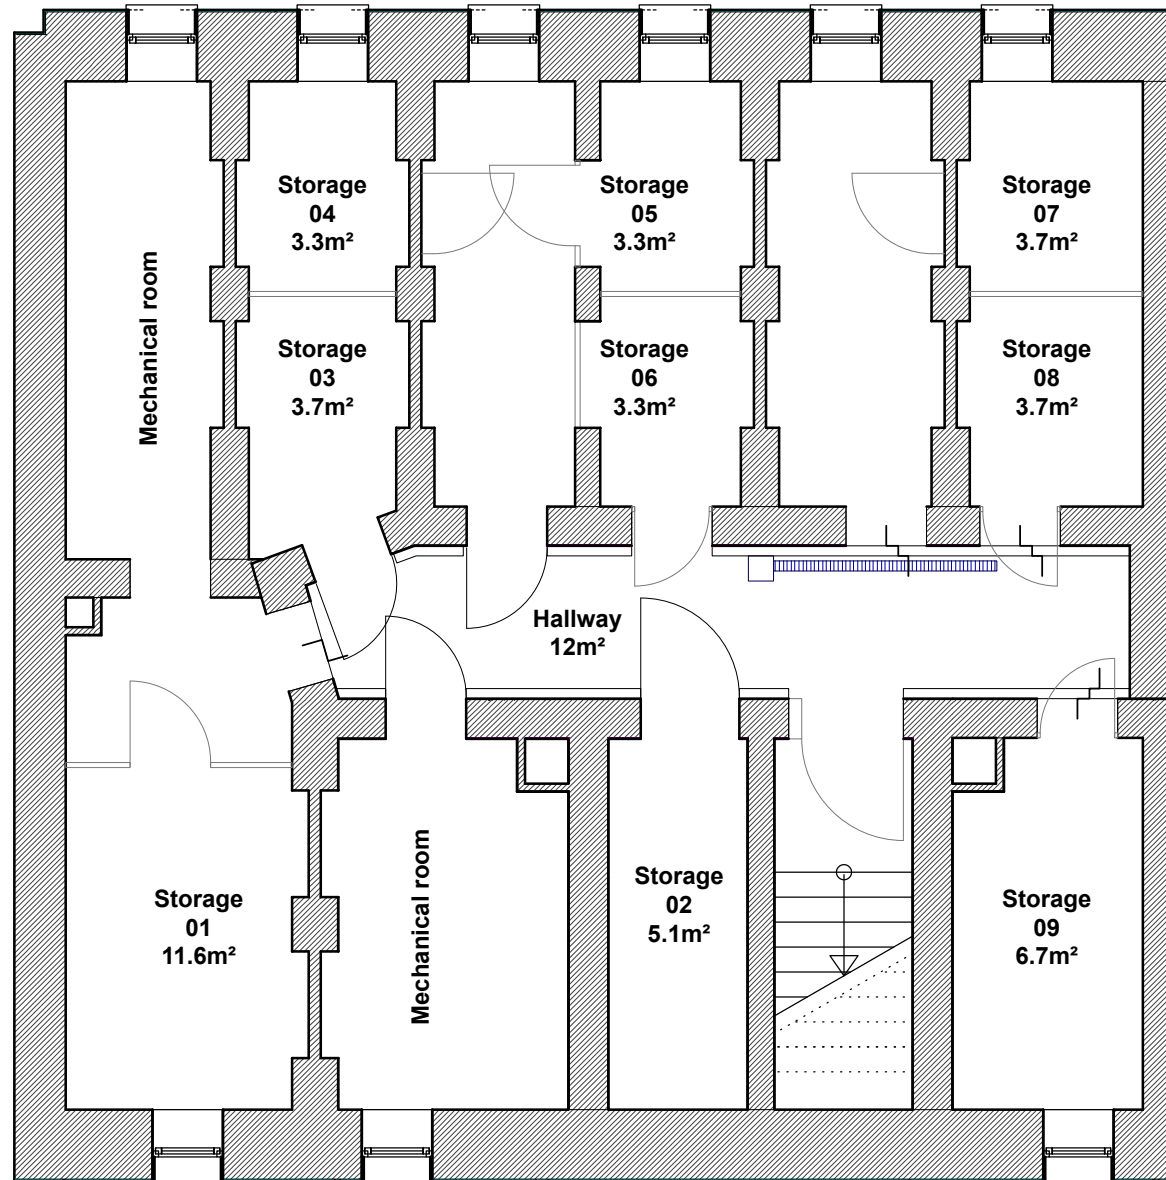 Storage
04
3.3m²
Storage
05
3.3m²
Storage
07
3.7m²
Mechanical room
Storage
03
3.7m²
Storage
06
3.3m²
Storage
08
3.7m²
Hallway
12m²
Storage
01
11.6m²
Mechanical room
Storage
02
5.1m²
Storage
09
6.7m²